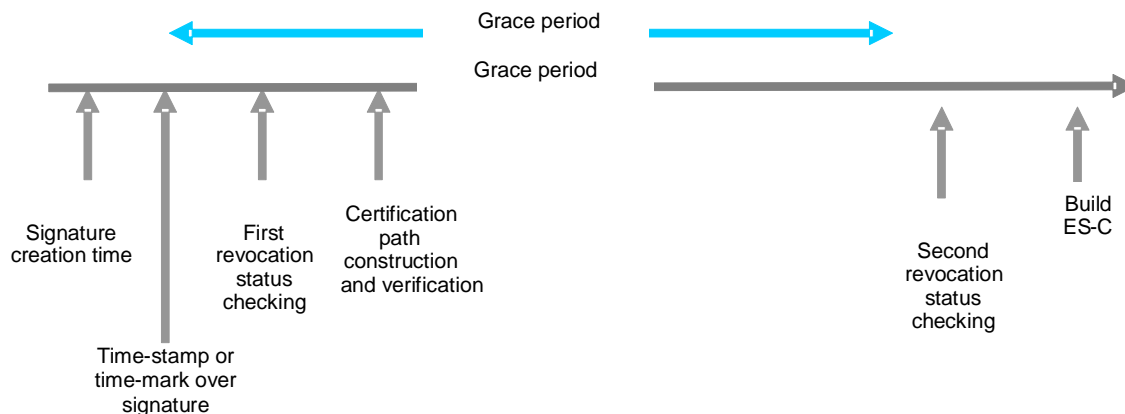 Grace period
Grace period
Signature
creation time
First
revocation
status
checking
Certification
path
construction
and verification
Second
revocation
status
checking
Build
ES-C
Time-stamp or
time-mark over
signature